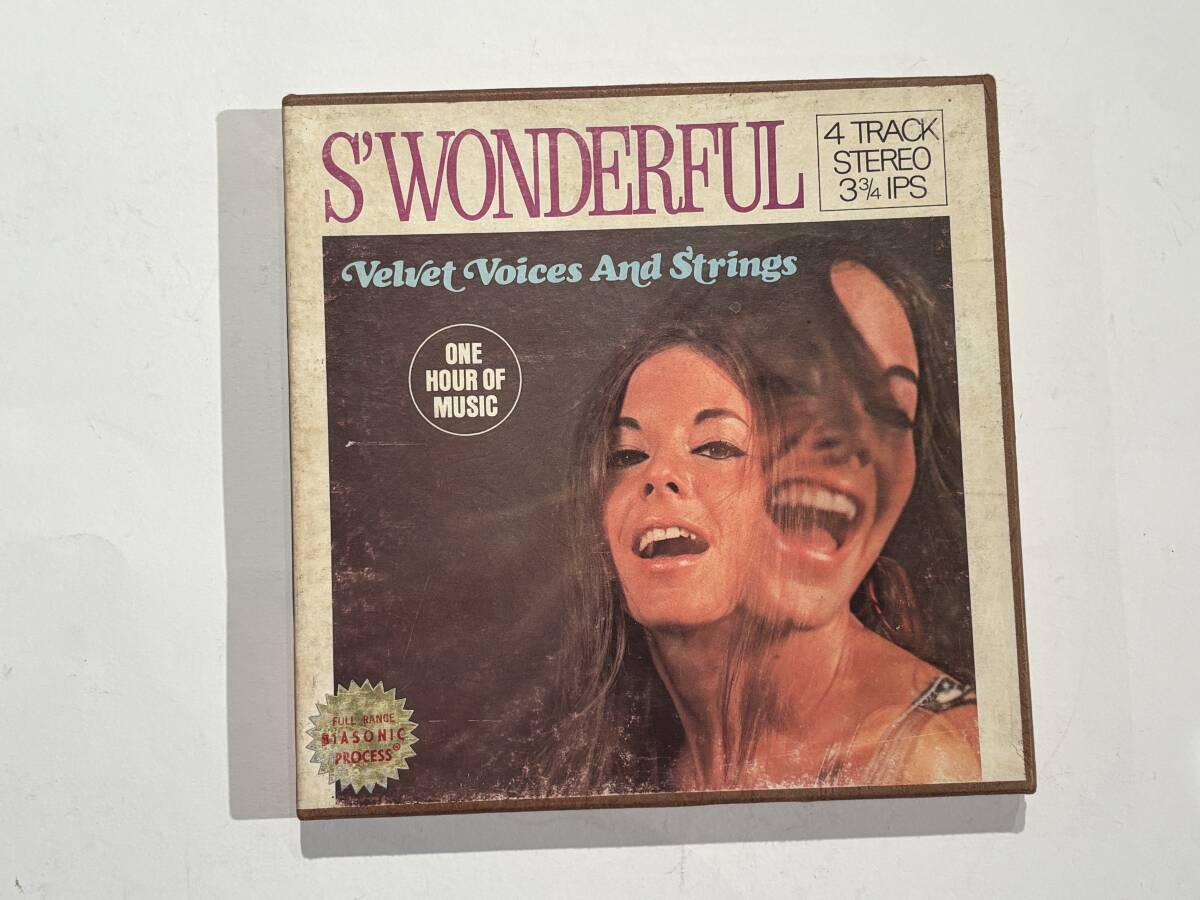 S'WONDERFUL
4 TRACK
STEREO
3¾ IPS
Velvet Voices And Strings
ONE
HOUR OF
MUSIC
FULL RANGE
BIASONIC
PROCESS®